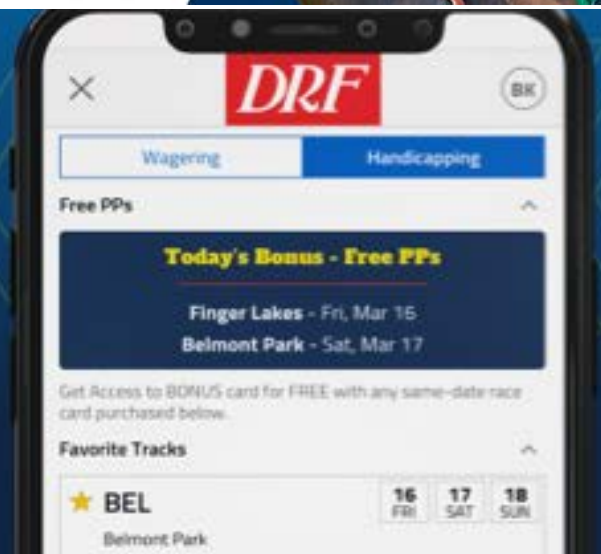 DRF
BK
Wagering
Handicapping
Free PPs
Today's Bonus - Free PPs
Finger Lakes - Fri, Mar 16
Belmont Park - Sat, Mar 17
Get Access to BONUS card for FREE with any same-date race
card purchased below.
Favorite Tracks
BEL
16
FRI
17
SAT
18
SUN
Belmont Park